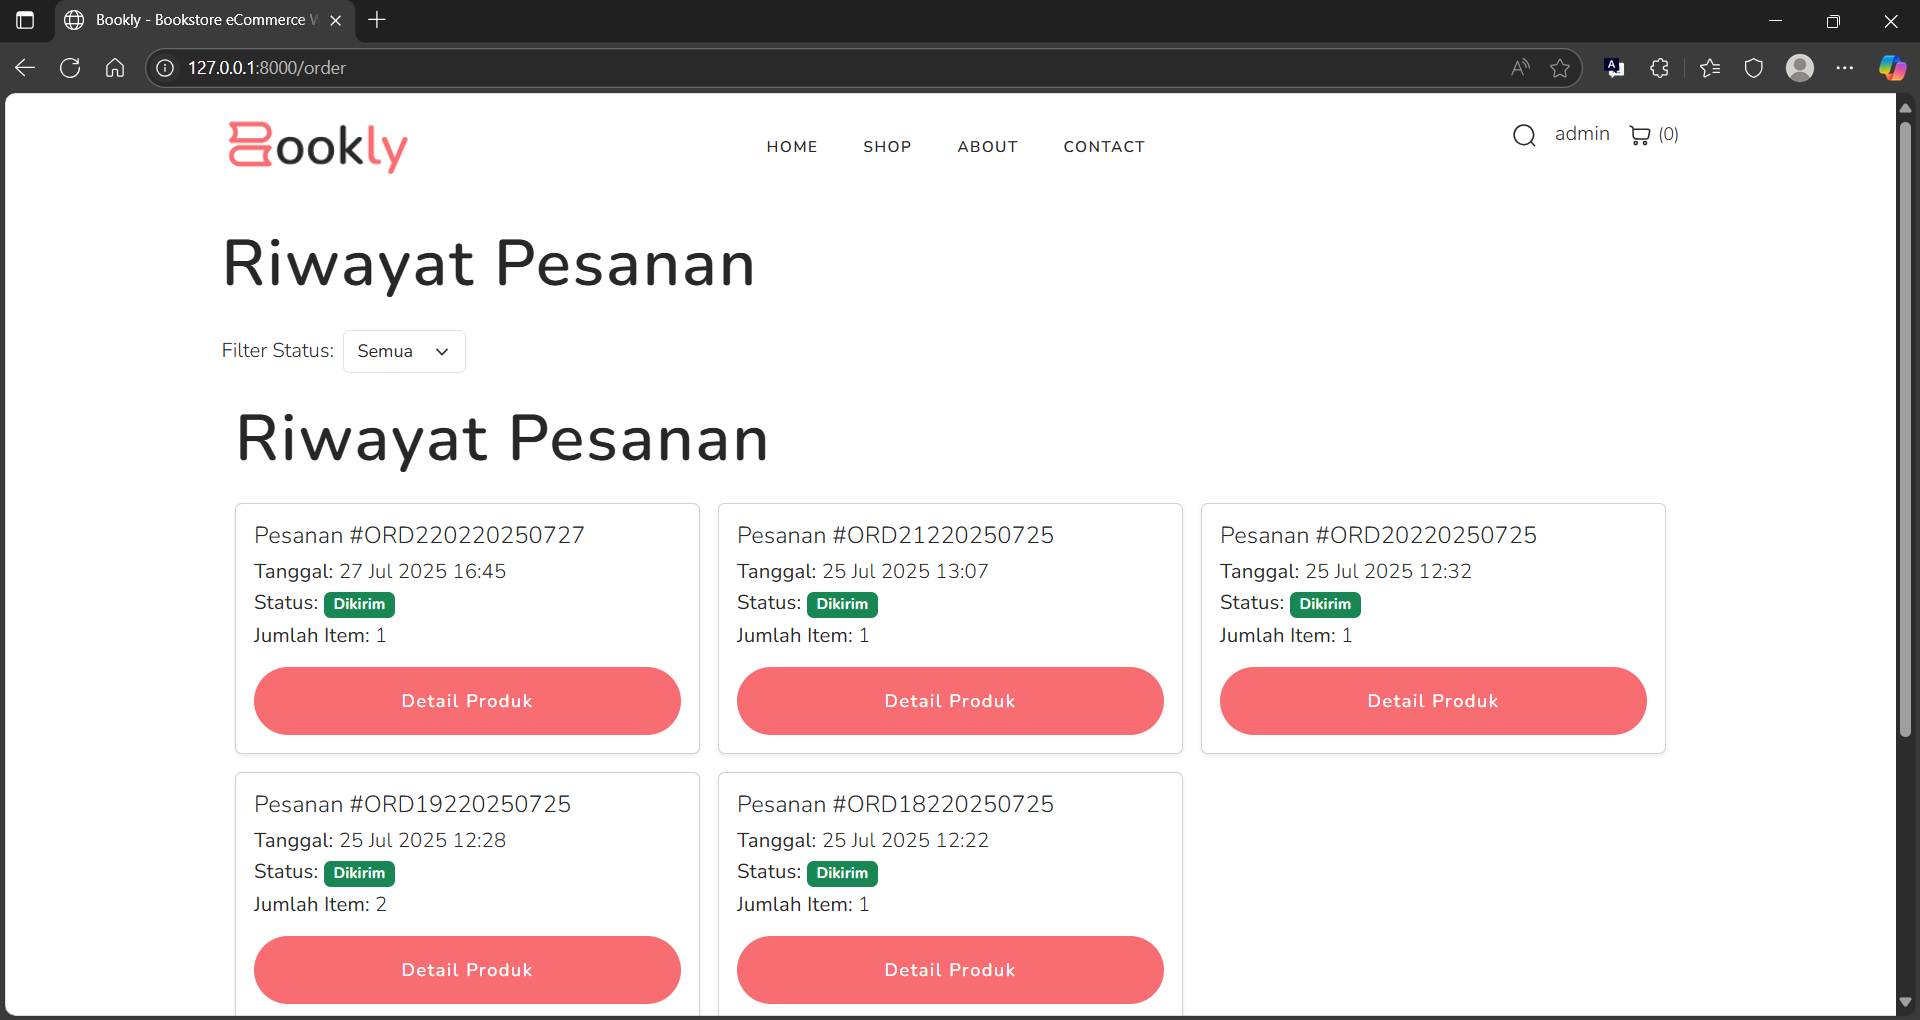 Bookly - Bookstore eCommerce W
127.0.0.1:8000/order
Bookly
HOME SHOP ABOUT CONTACT
admin (0)
Riwayat Pesanan
Filter Status: Semua
Riwayat Pesanan
Pesanan #ORD220220250727
Tanggal: 27 Jul 2025 16:45
Status: Dikirim
Jumlah Item: 1
Detail Produk
Pesanan #ORD21220250725
Tanggal: 25 Jul 2025 13:07
Status: Dikirim
Jumlah Item: 1
Detail Produk
Pesanan #ORD20220250725
Tanggal: 25 Jul 2025 12:32
Status: Dikirim
Jumlah Item: 1
Detail Produk
Pesanan #ORD19220250725
Tanggal: 25 Jul 2025 12:28
Status: Dikirim
Jumlah Item: 2
Detail Produk
Pesanan #ORD18220250725
Tanggal: 25 Jul 2025 12:22
Status: Dikirim
Jumlah Item: 1
Detail Produk